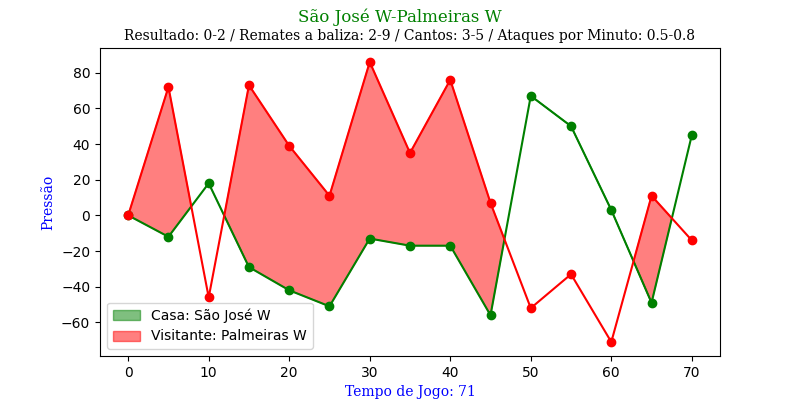 São José W-Palmeiras W
Resultado: 0-2 / Remates a baliza: 2-9 / Cantos: 3-5 / Ataques por Minuto: 0.5-0.8
Pressão
80
60
40
20
0
−20
−40
−60
Casa: São José W
Visitante: Palmeiras W
0 10 20 30 40 50 60 70
Tempo de Jogo: 71